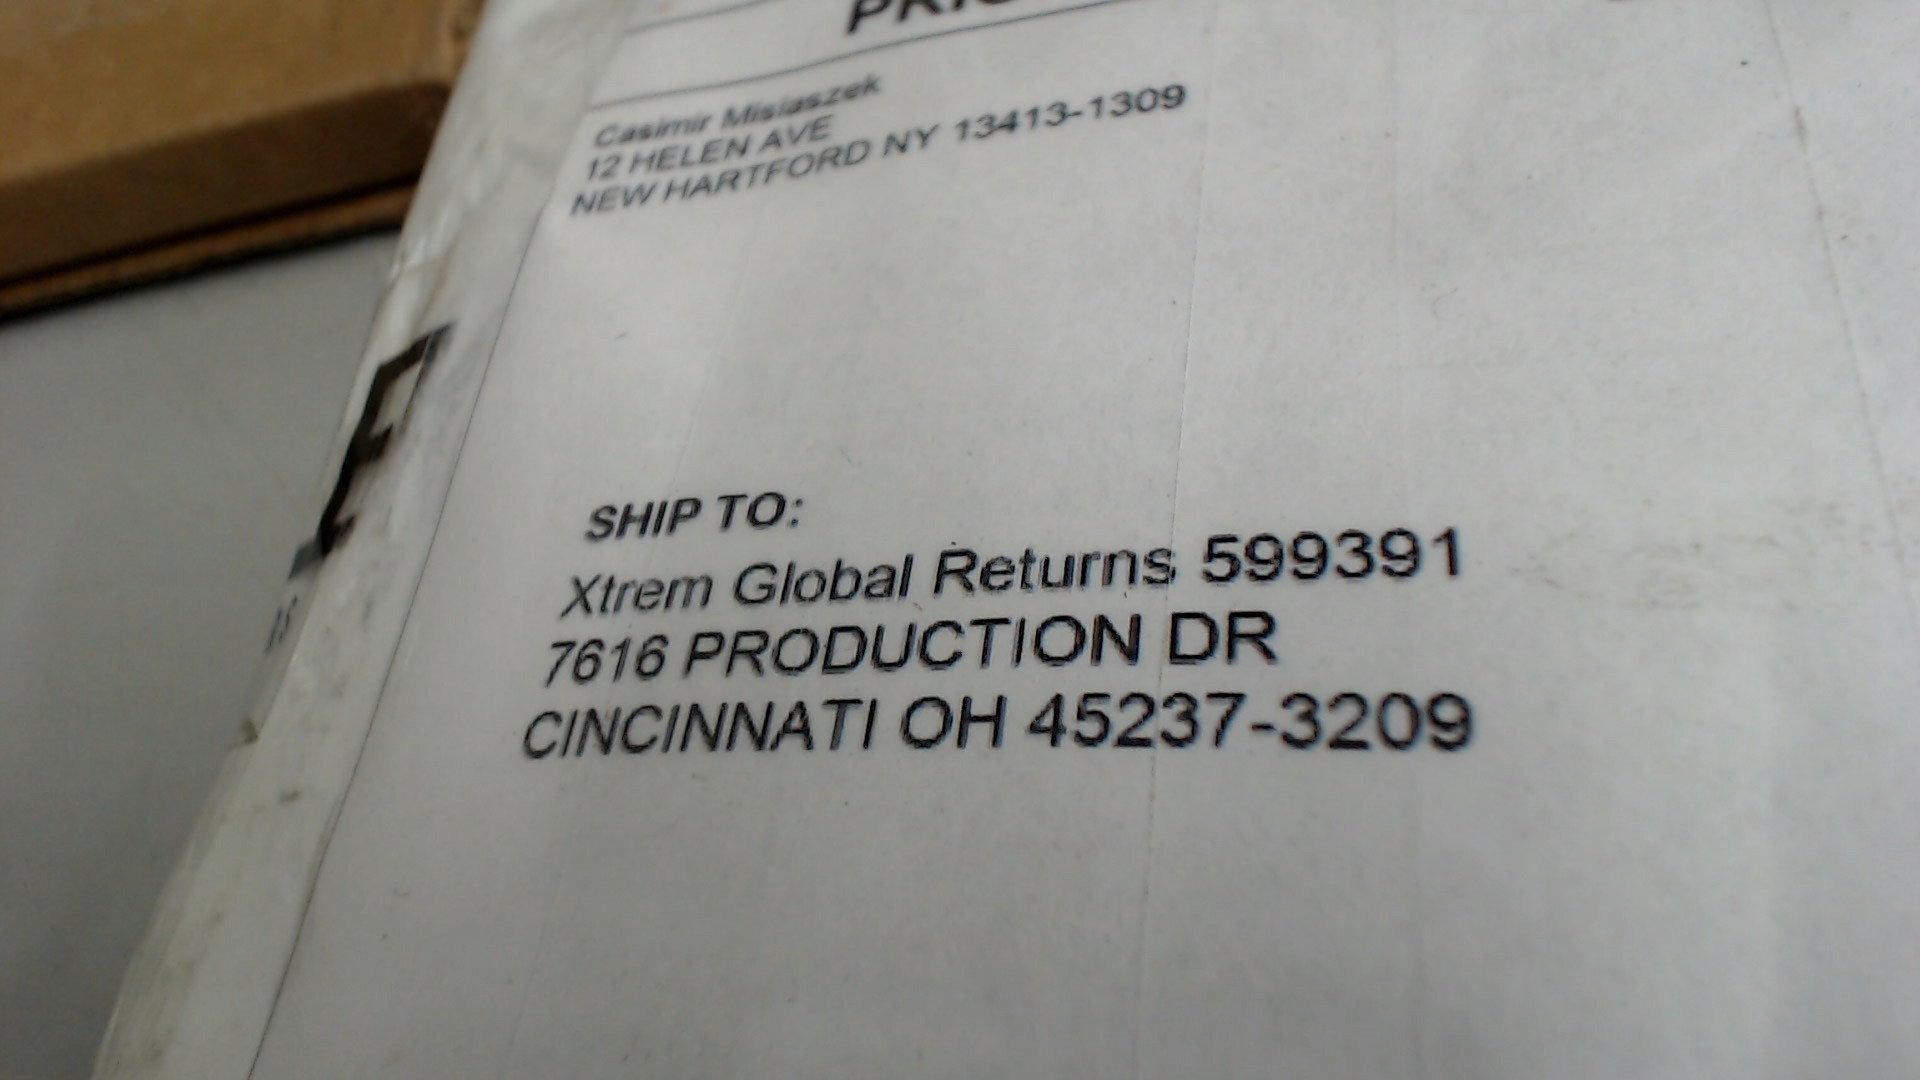 Casimir Misiaszek
12 HELEN AVE
NEW HARTFORD NY 13413-1309
SHIP TO:
Xtrem Global Returns 599391
7616 PRODUCTION DR
CINCINNATI OH 45237-3209